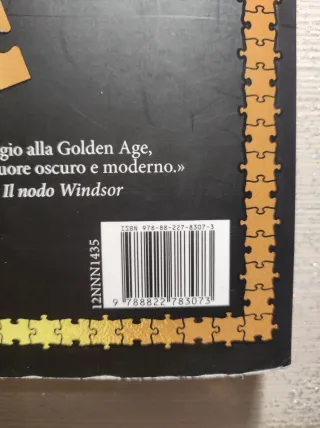 gio alla Golden Age,
uore oscuro e moderno.»
Il nodo Windsor
ISBN 978-88-227-8307-3
12NNN1435
9 788822 783073